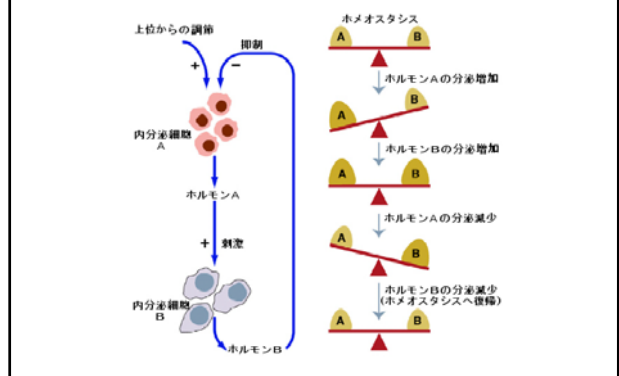 上位からの調節
抑制
+
−
内分泌細胞
A
ホルモンA
+ 刺激
内分泌細胞
B
ホルモンB
ホメオスタシス
A B
ホルモンAの分泌増加
A B
ホルモンBの分泌増加
A B
ホルモンAの分泌減少
A B
ホルモンBの分泌減少
(ホメオスタシスへ復帰)
A B